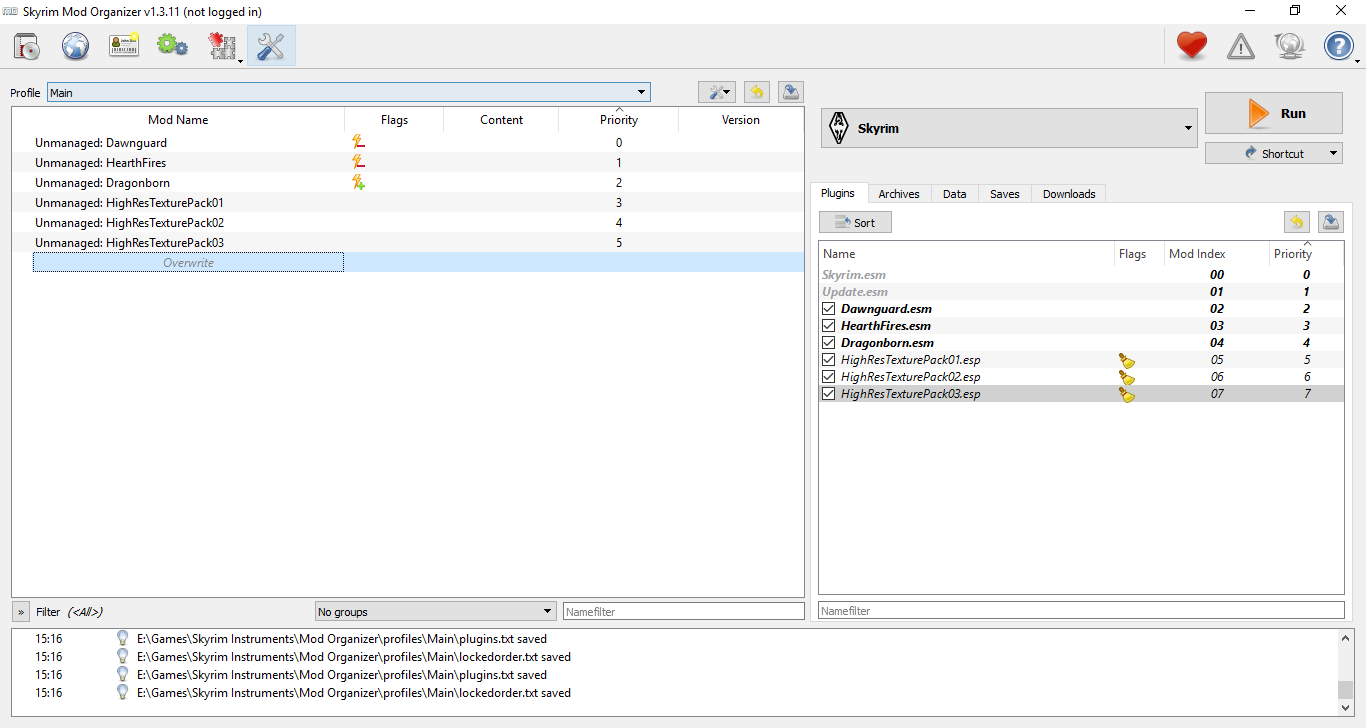 Skyrim Mod Organizer v1.3.11 (not logged in)
Profile Main
Mod Name Flags Content Priority Version
Unmanaged: Dawnguard 0
Unmanaged: HearthFires 1
Unmanaged: Dragonborn 2
Unmanaged: HighResTexturePack01 3
Unmanaged: HighResTexturePack02 4
Unmanaged: HighResTexturePack03 5
Overwrite
» Filter (<All>) No groups Namefilter
Skyrim
Run
Shortcut
Plugins Archives Data Saves Downloads
Sort
Name Flags Mod Index Priority
Skyrim.esm 00 0
Update.esm 01 1
Dawnguard.esm 02 2
HearthFires.esm 03 3
Dragonborn.esm 04 4
HighResTexturePack01.esp 05 5
HighResTexturePack02.esp 06 6
HighResTexturePack03.esp 07 7
Namefilter
15:16 E:\Games\Skyrim Instruments\Mod Organizer\profiles\Main\plugins.txt saved
15:16 E:\Games\Skyrim Instruments\Mod Organizer\profiles\Main\lockedorder.txt saved
15:16 E:\Games\Skyrim Instruments\Mod Organizer\profiles\Main\plugins.txt saved
15:16 E:\Games\Skyrim Instruments\Mod Organizer\profiles\Main\lockedorder.txt saved